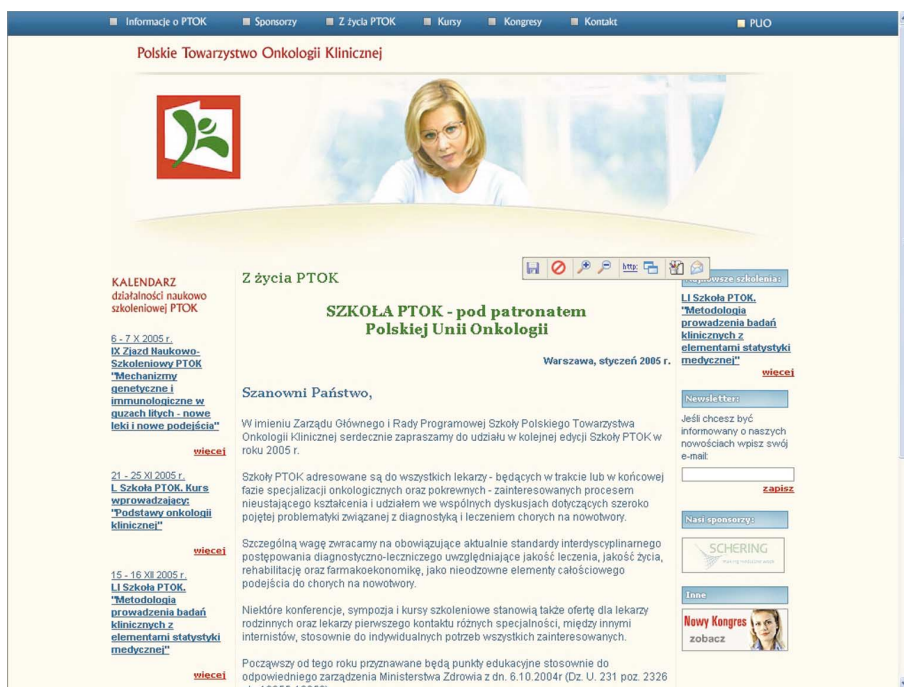 Informacje o PTOK
Sponsorzy
Z życia PTOK
Kursy
Kongresy
Kontakt
PUO
Polskie Towarzystwo Onkologii Klinicznej
KALENDARZ
działalności naukowo
szkoleniowej PTOK
6 - 7 X 2005 r.
IX Zjazd Naukowo-
Szkoleniowy PTOK
"Mechanizmy
genetyczne i
immunologiczne w
guzach litych - nowe
leki i nowe podejścia"
więcej
21 - 25 XI 2005 r.
L Szkoła PTOK. Kurs
wprowadzający:
"Podstawy onkologii
klinicznej"
więcej
15 - 16 XII 2005 r.
LI Szkoła PTOK.
"Metodologia
prowadzenia badań
klinicznych z
elementami statystyki
medycznej"
więcej
Z życia PTOK
SZKOŁA PTOK - pod patronatem
Polskiej Unii Onkologii
Warszawa, styczeń 2005 r.
Szanowni Państwo,
W imieniu Zarządu Głównego i Rady Programowej Szkoły Polskiego Towarzystwa
Onkologii Klinicznej serdecznie zapraszamy do udziału w kolejnej edycji Szkoły PTOK w
roku 2005 r.
Szkoły PTOK adresowane są do wszystkich lekarzy - będących w trakcie lub w końcowej
fazie specjalizacji onkologicznych oraz pokrewnych - zainteresowanych procesem
nieustającego kształcenia i udziałem we wspólnych dyskusjach dotyczących szeroko
pojętej problematyki związanej z diagnostyką i leczeniem chorych na nowotwory.
Szczególną wagę zwracamy na obowiązujące aktualnie standardy interdyscyplinarnego
postępowania diagnostyczno-leczniczego uwzględniające jakość leczenia, jakość życia,
rehabilitację oraz farmakoekonomikę, jako nieodzowne elementy całościowego
podejścia do chorych na nowotwory.
Niektóre konferencje, sympozja i kursy szkoleniowe stanowią także ofertę dla lekarzy
rodzinnych oraz lekarzy pierwszego kontaktu różnych specjalności, między innymi
internistów, stosownie do indywidualnych potrzeb wszystkich zainteresowanych.
Począwszy od tego roku przyznawane będą punkty edukacyjne stosownie do
odpowiedniego zarządzenia Ministerstwa Zdrowia z dn. 6.10.2004r (Dz. U. 231 poz. 2326
http:
szkolenia:
LI Szkoła PTOK.
"Metodologia
prowadzenia badań
klinicznych z
elementami statystyki
medycznej"
więcej
Newsletter:
Jeśli chcesz być
informowany o naszych
nowościach wpisz swój
e-mail:
zapisz
Nasi sponsorzy:
SCHERING
Inne
Nowy Kongres
zobacz